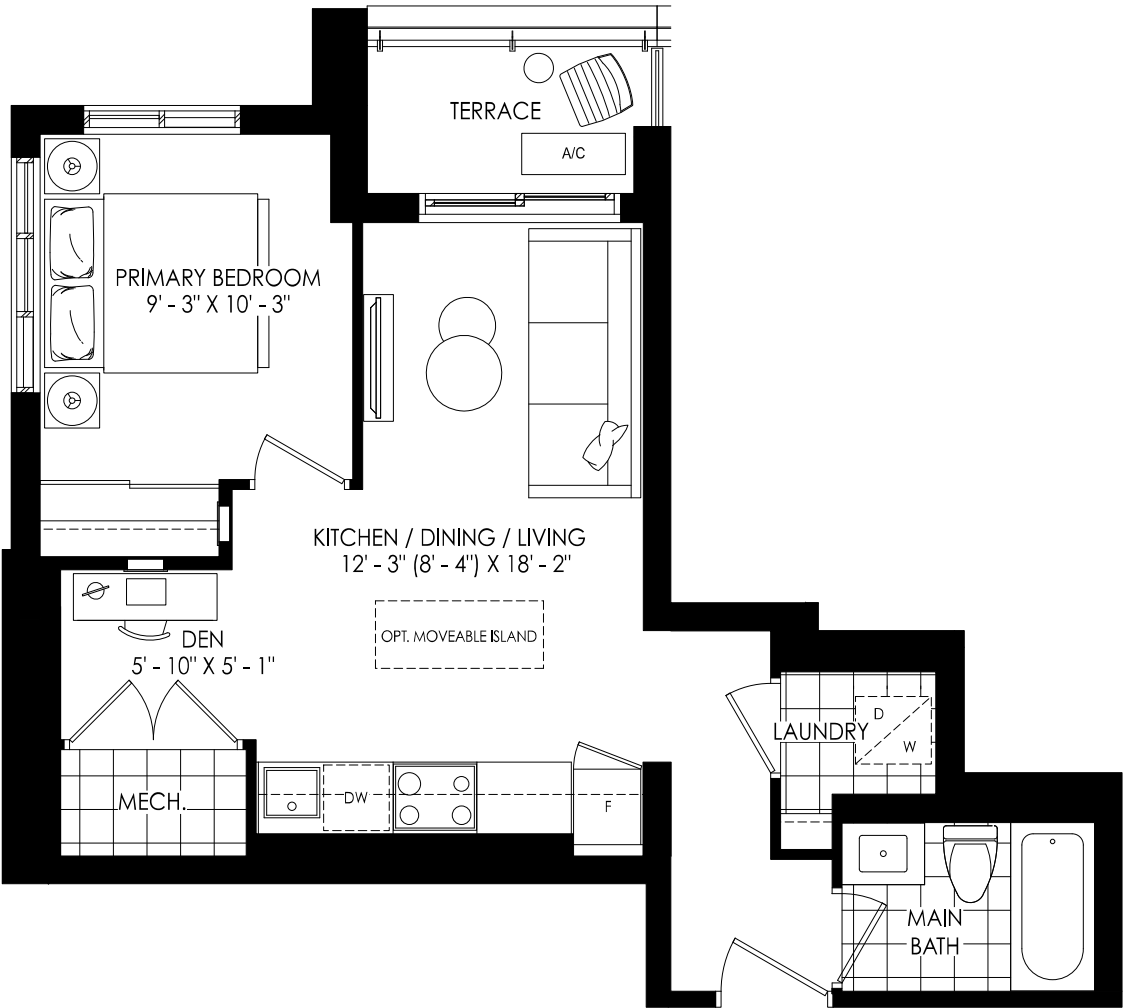 TERRACE
A/C
PRIMARY BEDROOM
9' - 3" X 10' - 3"
KITCHEN / DINING / LIVING
12' - 3" (8' - 4") X 18' - 2"
OPT. MOVEABLE ISLAND
DEN
5' - 10" X 5' - 1"
LAUNDRY
D
W
MECH.
DW
F
MAIN
BATH